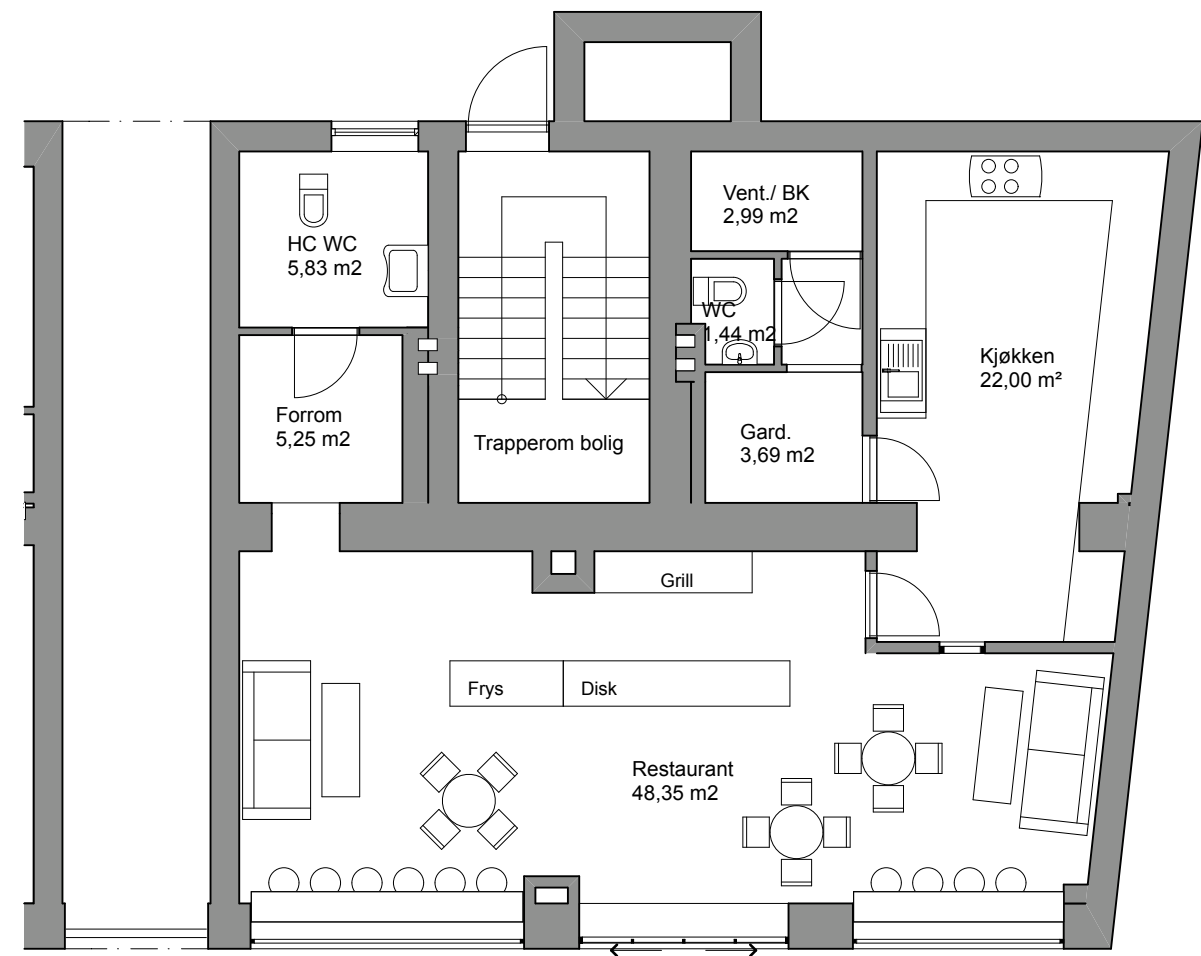 Vent./ BK
2,99 m2
HC WC
5,83 m2
WC
1,44 m2
Kjøkken
22,00 m²
Forrom
5,25 m2
Trapperom bolig
Gard.
3,69 m2
Grill
Frys
Disk
Restaurant
48,35 m2